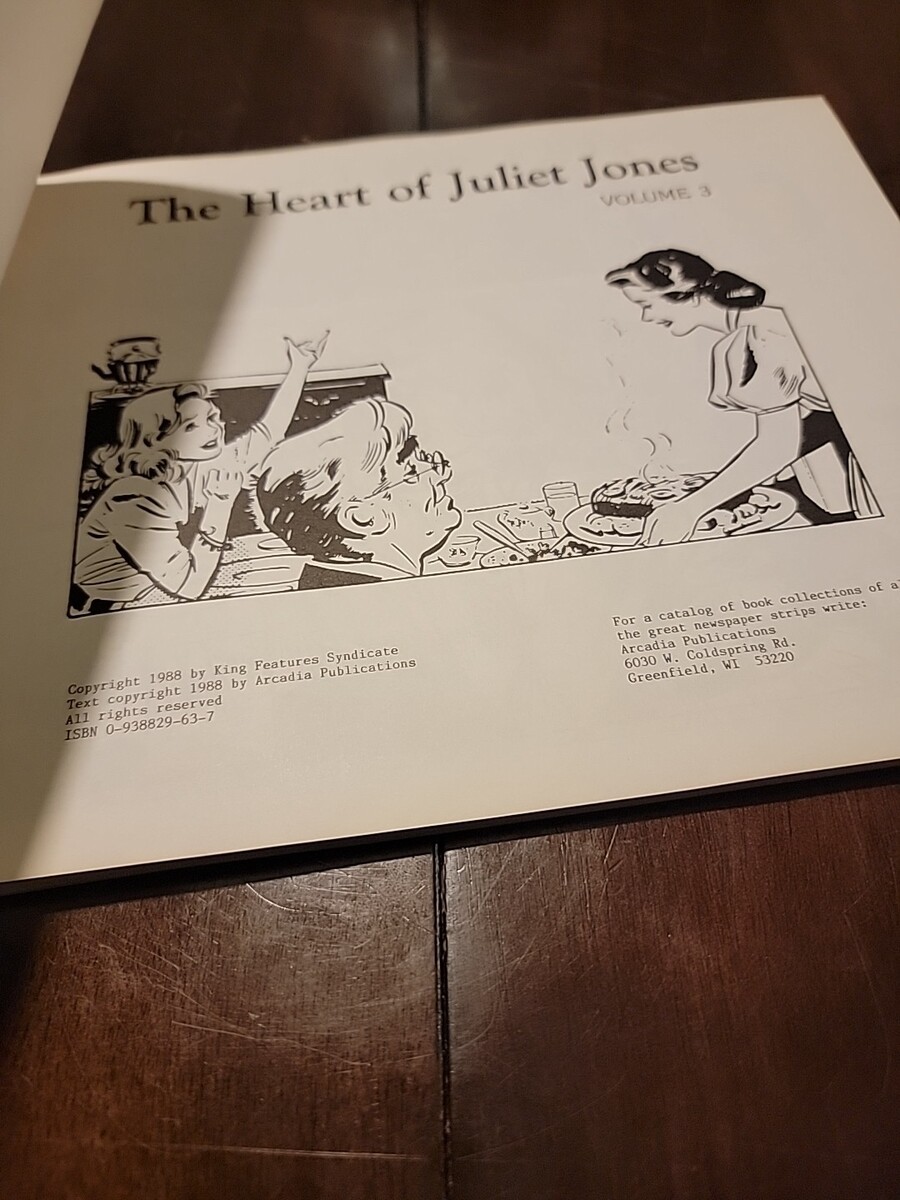 The Heart of Juliet Jones
VOLUME 3
Copyright 1988 by King Features Syndicate
Text copyright 1988 by Arcadia Publications
All rights reserved
ISBN 0-938829-63-7
For a catalog of book collections of
the great newspaper strips write:
Arcadia Publications
6030 W. Coldspring Rd.
Greenfield, WI 53220